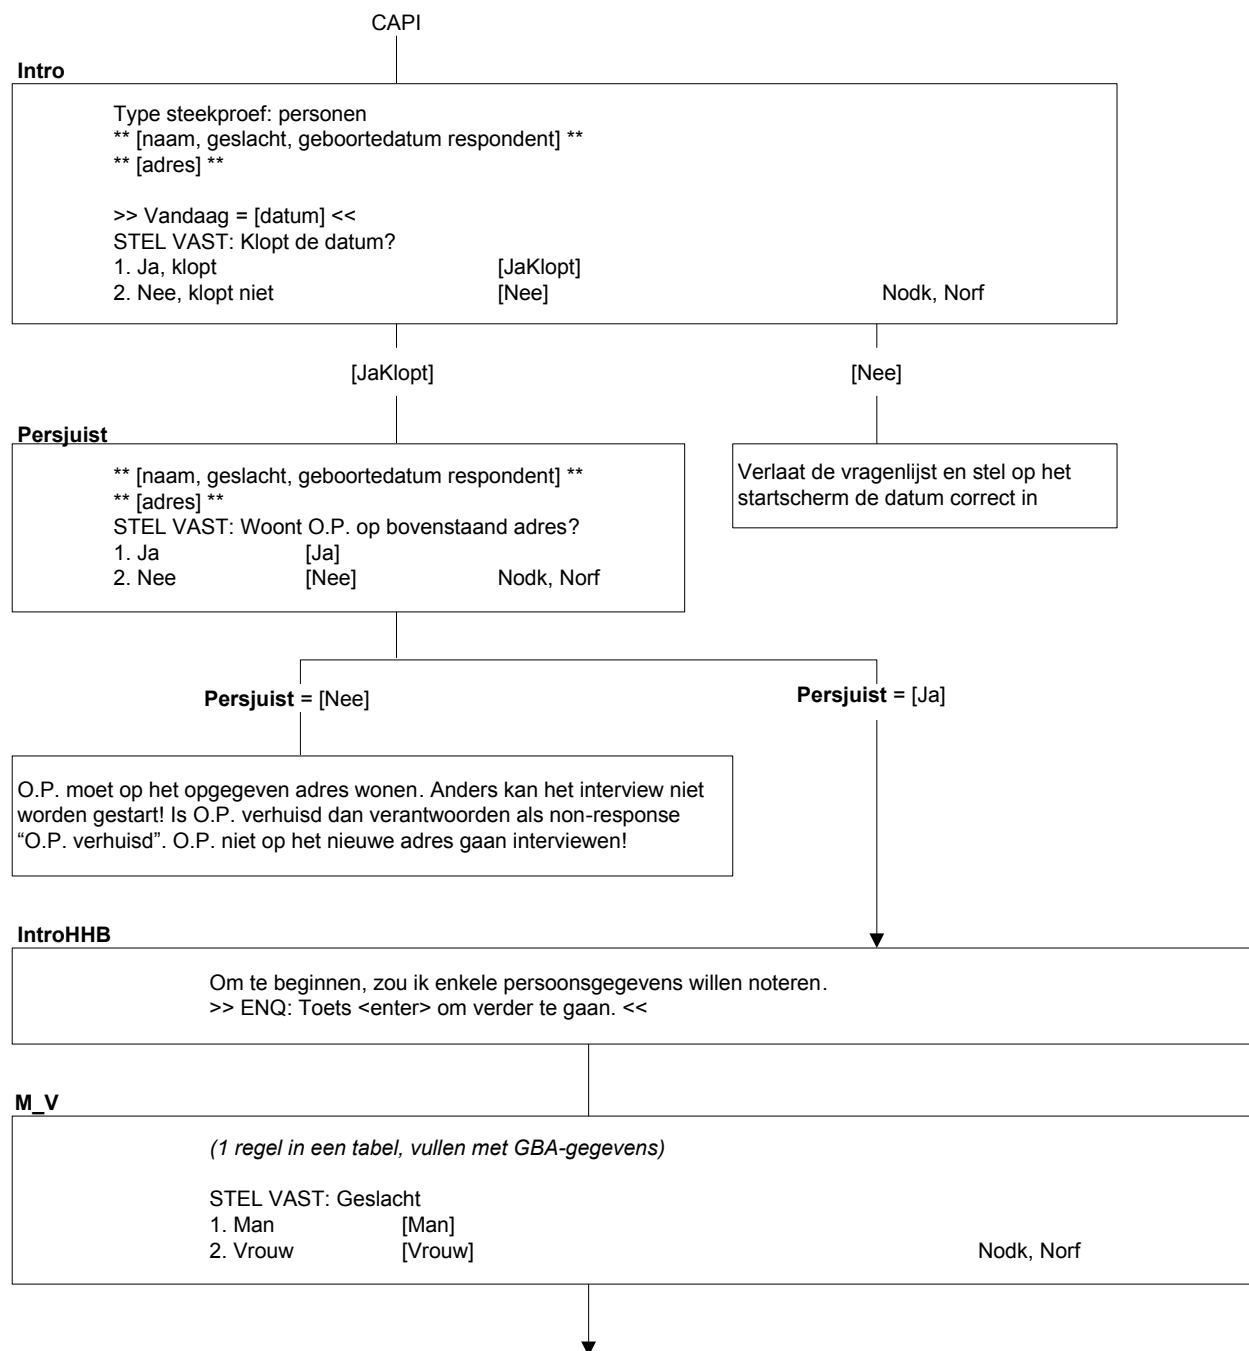 CAPI
Intro
Type steekproef: personen
** [naam, geslacht, geboortedatum respondent] **
** [adres] **
>> Vandaag = [datum] <<
STEL VAST: Klopt de datum?
1. Ja, klopt [JaKlopt]
2. Nee, klopt niet [Nee] Nodk, Norf
[JaKlopt] [Nee]
Persjuist
** [naam, geslacht, geboortedatum respondent] **
** [adres] **
STEL VAST: Woont O.P. op bovenstaand adres?
1. Ja [Ja]
2. Nee [Nee] Nodk, Norf
Verlaat de vragenlijst en stel op het
startscherm de datum correct in
Persjuist = [Nee]
Persjuist = [Ja]
O.P. moet op het opgegeven adres wonen. Anders kan het interview niet
worden gestart! Is O.P. verhuisd dan verantwoorden als non-response
“O.P. verhuisd”. O.P. niet op het nieuwe adres gaan interviewen!
IntroHHB
Om te beginnen, zou ik enkele persoonsgegevens willen noteren.
>> ENQ: Toets <enter> om verder te gaan. <<
M_V
(1 regel in een tabel, vullen met GBA-gegevens)
STEL VAST: Geslacht
1. Man [Man]
2. Vrouw [Vrouw] Nodk, Norf